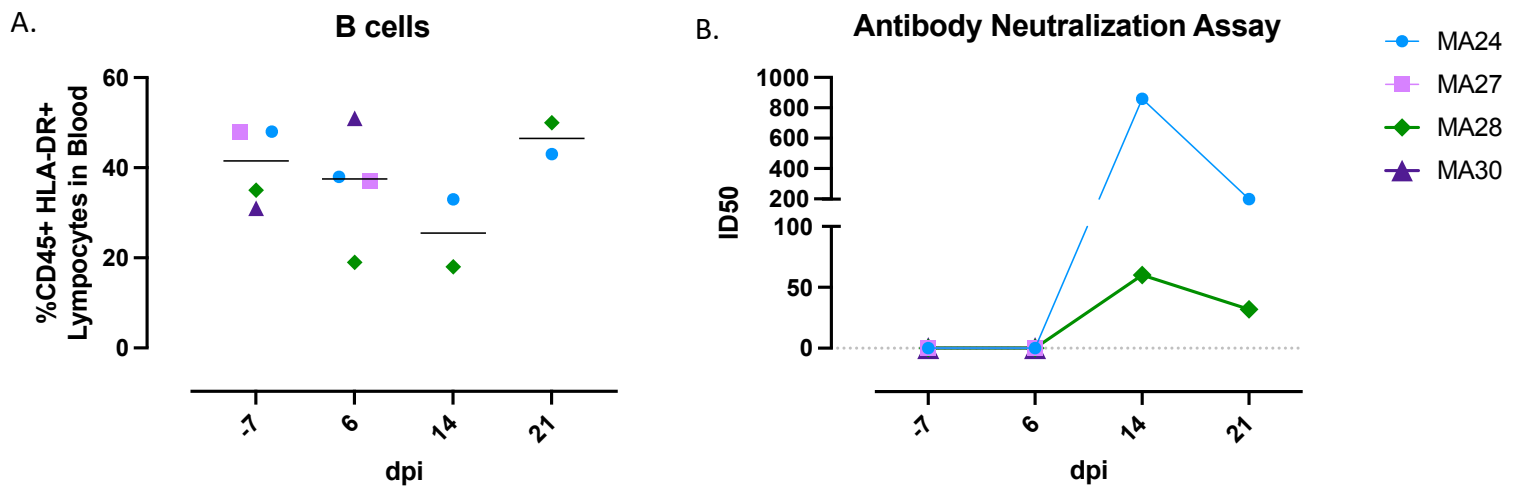 A.
B cells
%CD45+ HLA-DR+
Lympocytes in Blood
60
40
20
0
-7
6
14
21
dpi
B.
Antibody Neutralization Assay
ID50
1000
800
600
400
200
100
50
0
-7
6
14
21
dpi
MA24
MA27
MA28
MA30